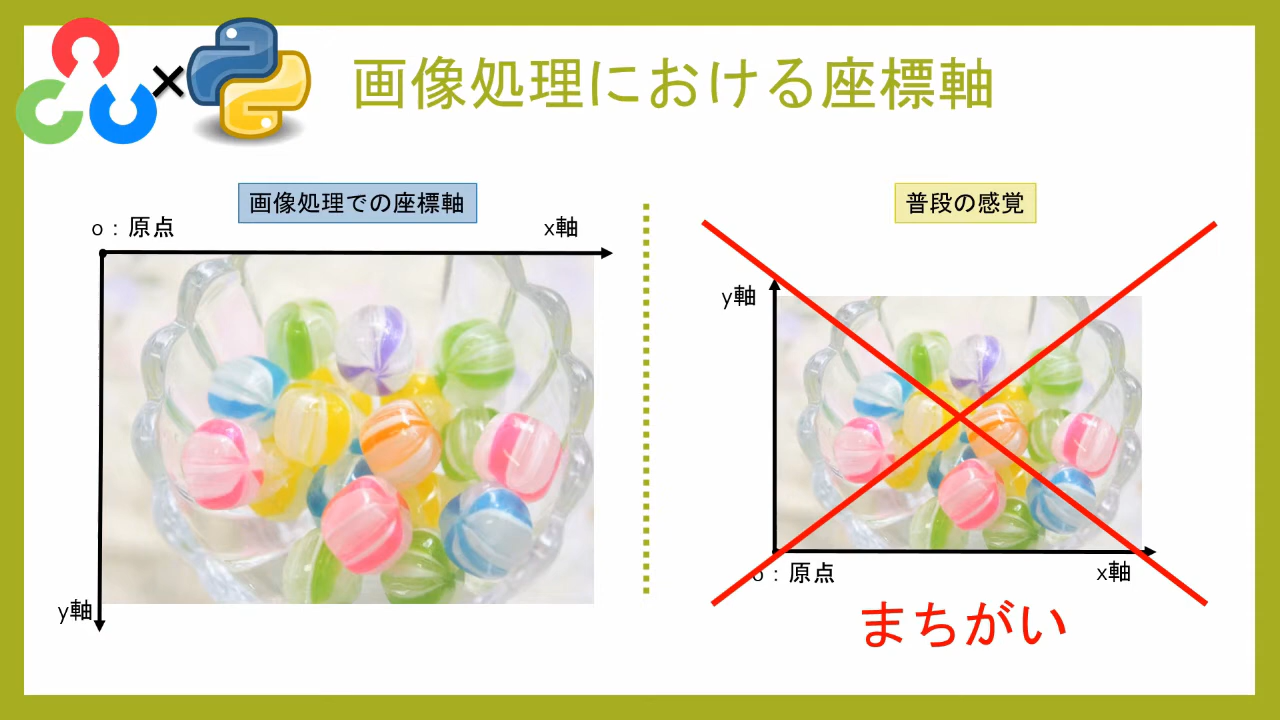 画像処理における座標軸
画像処理での座標軸
o：原点
x軸
y軸
普段の感覚
y軸
o：原点
x軸
まちがい